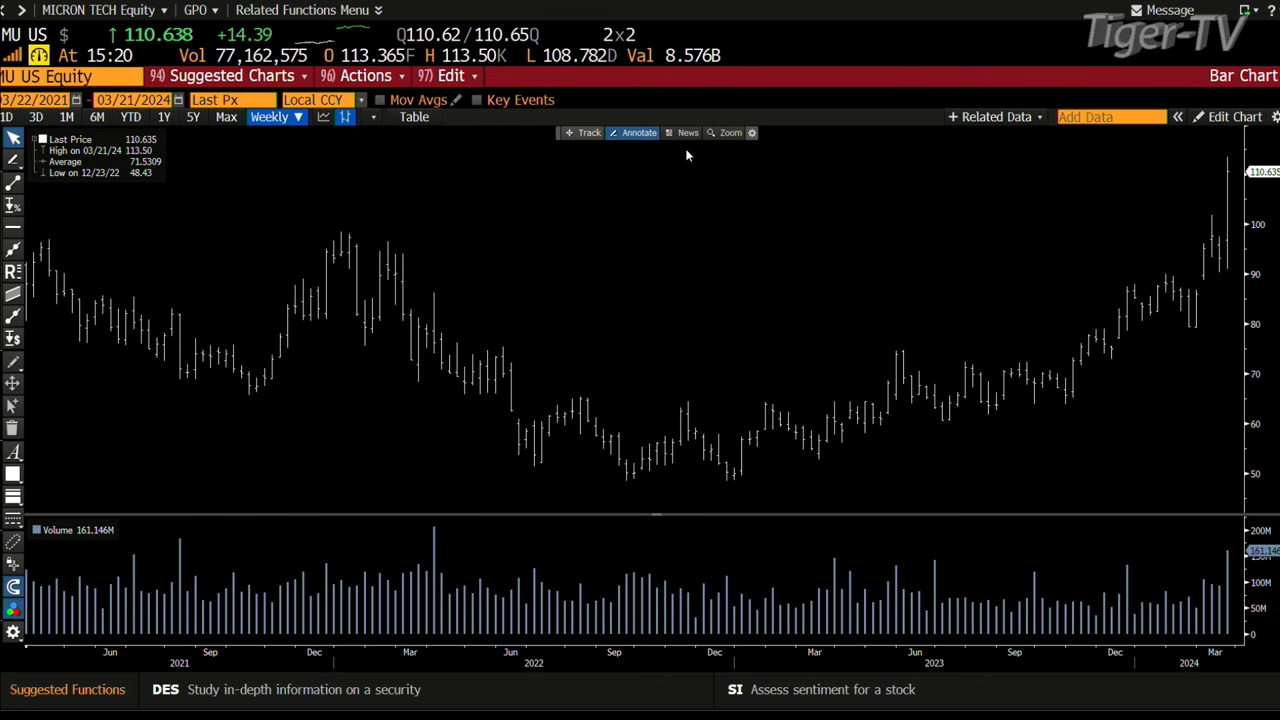 MICRON TECH Equity GPO Related Functions Menu Message ?
Tiger-TV
MU US $ ↑ 110.638 +14.39 Q110.62/110.65Q 2x2
At 15:20 Vol 77,162,575 O 113.365F H 113.50K L 108.782D Val 8.576B
MU US Equity 94) Suggested Charts 96) Actions 97) Edit Bar Chart
03/22/2021 - 03/21/2024 Last Px Local CCY Mov Avgs Key Events
1D 3D 1M 6M YTD 1Y 5Y Max Weekly ▼ Table + Related Data Add Data « Edit Chart
Track Annotate News Zoom
Last Price 110.635
High on 03/21/24 113.50
Average 71.5309
Low on 12/23/22 48.43
110.635
100
90
80
70
60
50
Volume 161.146M
200M
161.146
150M
100M
50M
0
Jun Sep Dec Mar Jun Sep Dec Mar Jun Sep Dec Mar
2021 2022 2023 2024
Suggested Functions DES Study in-depth information on a security SI Assess sentiment for a stock